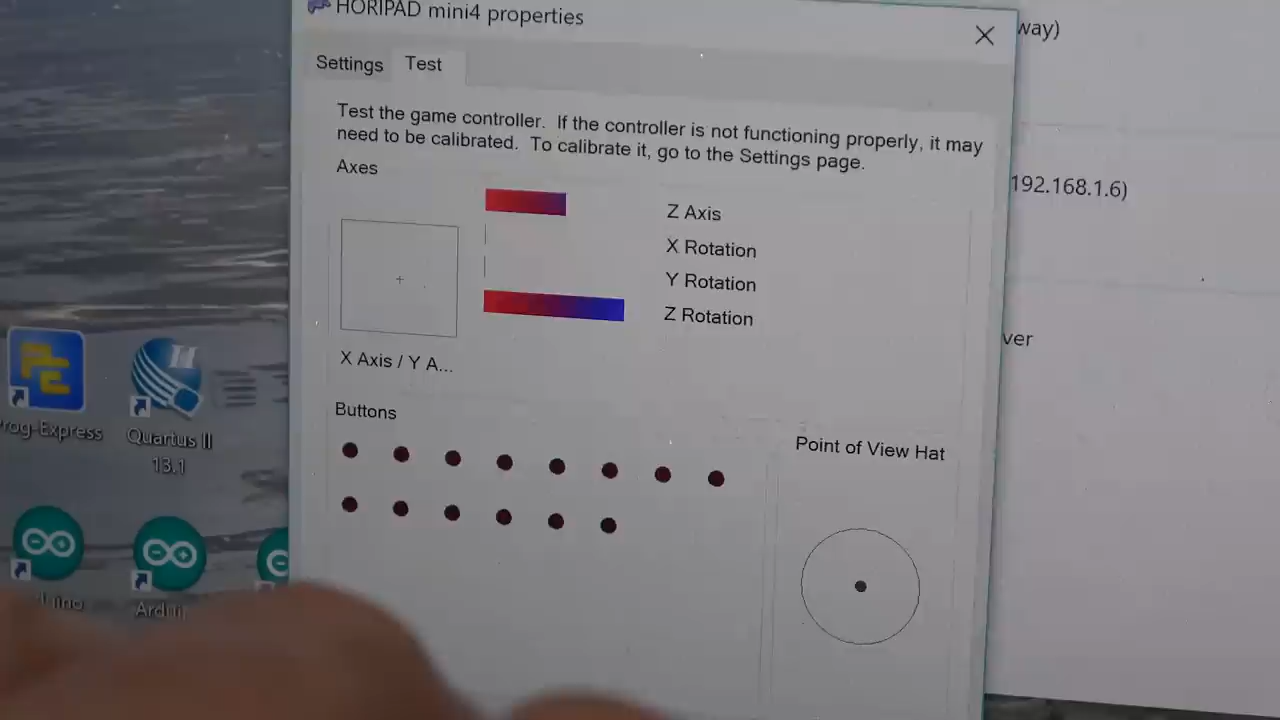 HORIPAD mini4 properties
way)
Settings
Test
Test the game controller. If the controller is not functioning properly, it may
need to be calibrated. To calibrate it, go to the Settings page.
Axes
192.168.1.6)
Z Axis
X Rotation
Y Rotation
Z Rotation
ver
X Axis / Y A...
Buttons
Point of View Hat
rog-Express
Quartus II
13.1